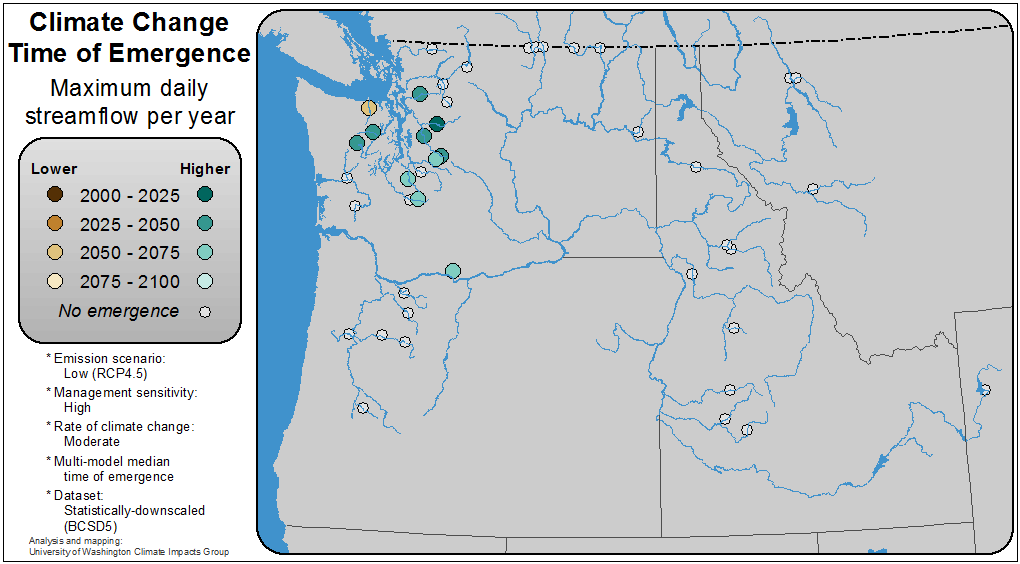 Climate Change
Time of Emergence
Maximum daily
streamflow per year
Lower Higher
2000 - 2025
2025 - 2050
2050 - 2075
2075 - 2100
No emergence
* Emission scenario:
Low (RCP4.5)
* Management sensitivity:
High
* Rate of climate change:
Moderate
* Multi-model median
time of emergence
* Dataset:
Statistically-downscaled
(BCSD5)
Analysis and mapping:
University of Washington Climate Impacts Group